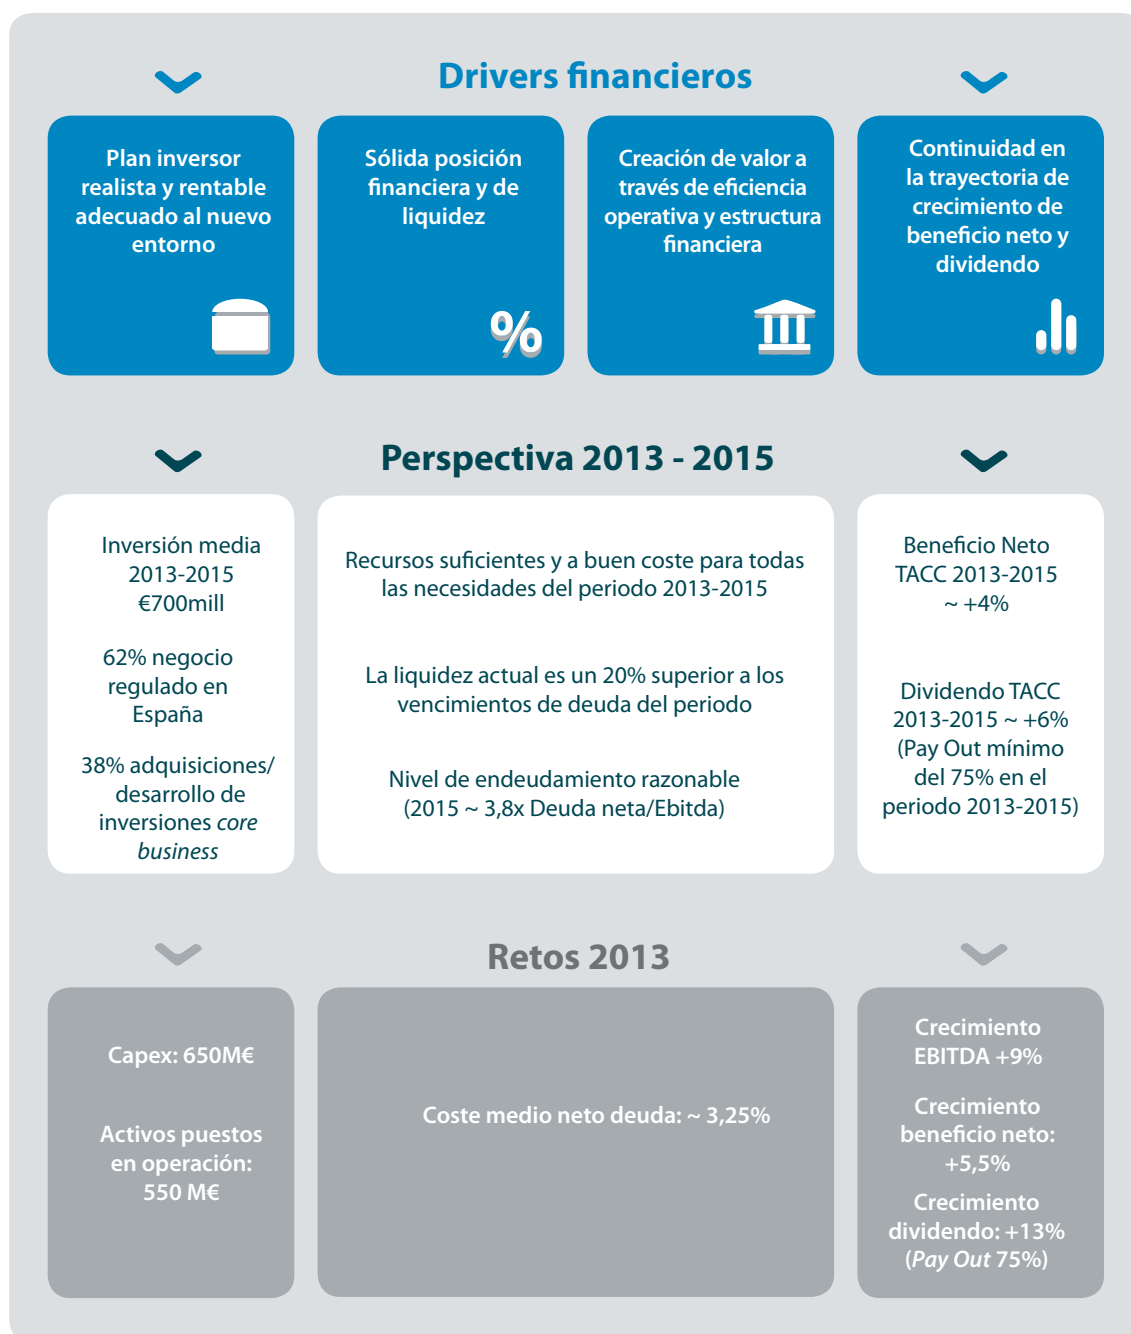 Drivers financieros
Plan inversor
realista y rentable
adecuado al nuevo
entorno
Sólida posición
financiera y de
liquidez
%
Creación de valor a
través de eficiencia
operativa y estructura
financiera
Continuidad en
la trayectoria de
crecimiento de
beneficio neto y
dividendo
Perspectiva 2013 - 2015
Inversión media
2013-2015
€700mill
62% negocio
regulado en
España
38% adquisiciones/
desarrollo de
inversiones core
business
Recursos suficientes y a buen coste para todas
las necesidades del periodo 2013-2015
La liquidez actual es un 20% superior a los
vencimientos de deuda del periodo
Nivel de endeudamiento razonable
(2015 ~ 3,8x Deuda neta/Ebitda)
Beneficio Neto
TACC 2013-2015
~ +4%
Dividendo TACC
2013-2015 ~ +6%
(Pay Out mínimo
del 75% en el
periodo 2013-2015)
Retos 2013
Capex: 650M€
Activos puestos
en operación:
550 M€
Coste medio neto deuda: ~ 3,25%
Crecimiento
EBITDA +9%
Crecimiento
beneficio neto:
+5,5%
Crecimiento
dividendo: +13%
(Pay Out 75%)